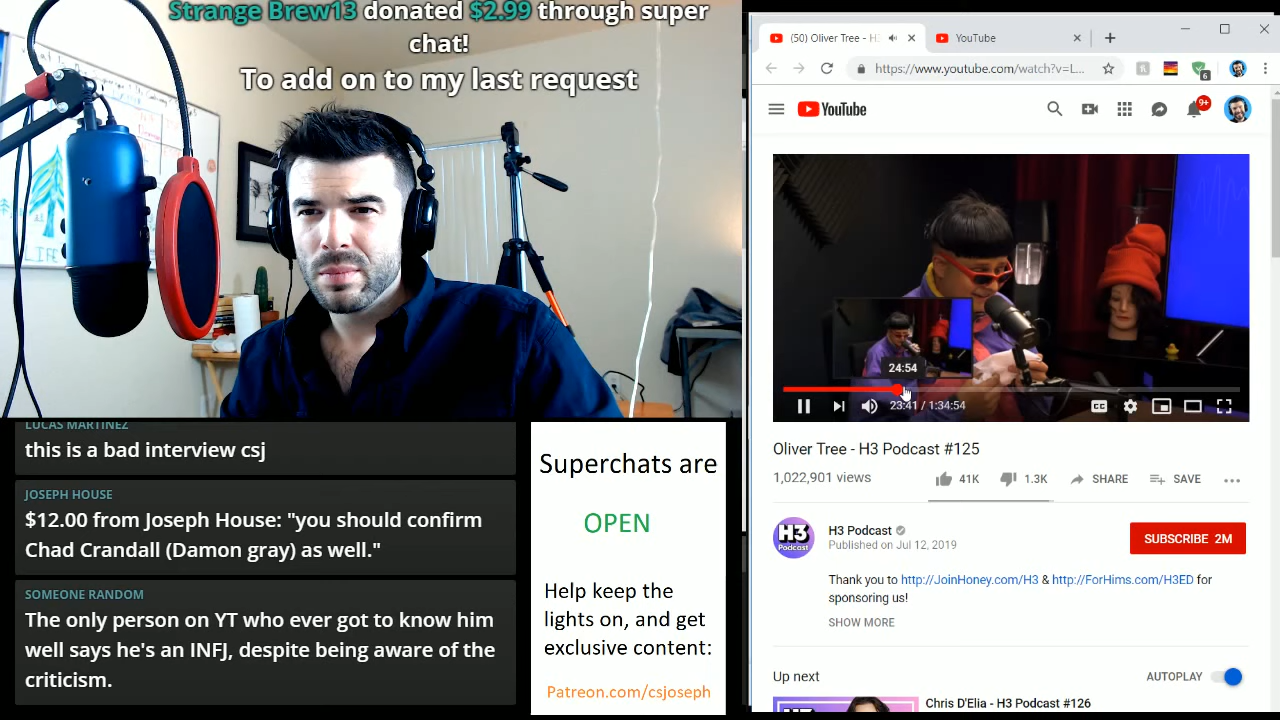 Strange Brew13 donated $2.99 through super
chat!
To add on to my last request
LIFE
LUCAS MARTINEZ
this is a bad interview csj
JOSEPH HOUSE
$12.00 from Joseph House: "you should confirm
Chad Crandall (Damon gray) as well."
SOMEONE RANDOM
The only person on YT who ever got to know him
well says he's an INFJ, despite being aware of the
criticism.
Superchats are
OPEN
Help keep the
lights on, and get
exclusive content:
Patreon.com/csjoseph
(50) Oliver Tree - H3
YouTube
https://www.youtube.com/watch?v=L...
6
YouTube
9+
24:54
23:41 / 1:34:54
CC
Oliver Tree - H3 Podcast #125
1,022,901 views
41K
1.3K
SHARE
SAVE
H3
Podcast
H3 Podcast
Published on Jul 12, 2019
SUBSCRIBE 2M
Thank you to http://JoinHoney.com/H3 & http://ForHims.com/H3ED for
sponsoring us!
SHOW MORE
Up next
AUTOPLAY
Chris D'Elia - H3 Podcast #126